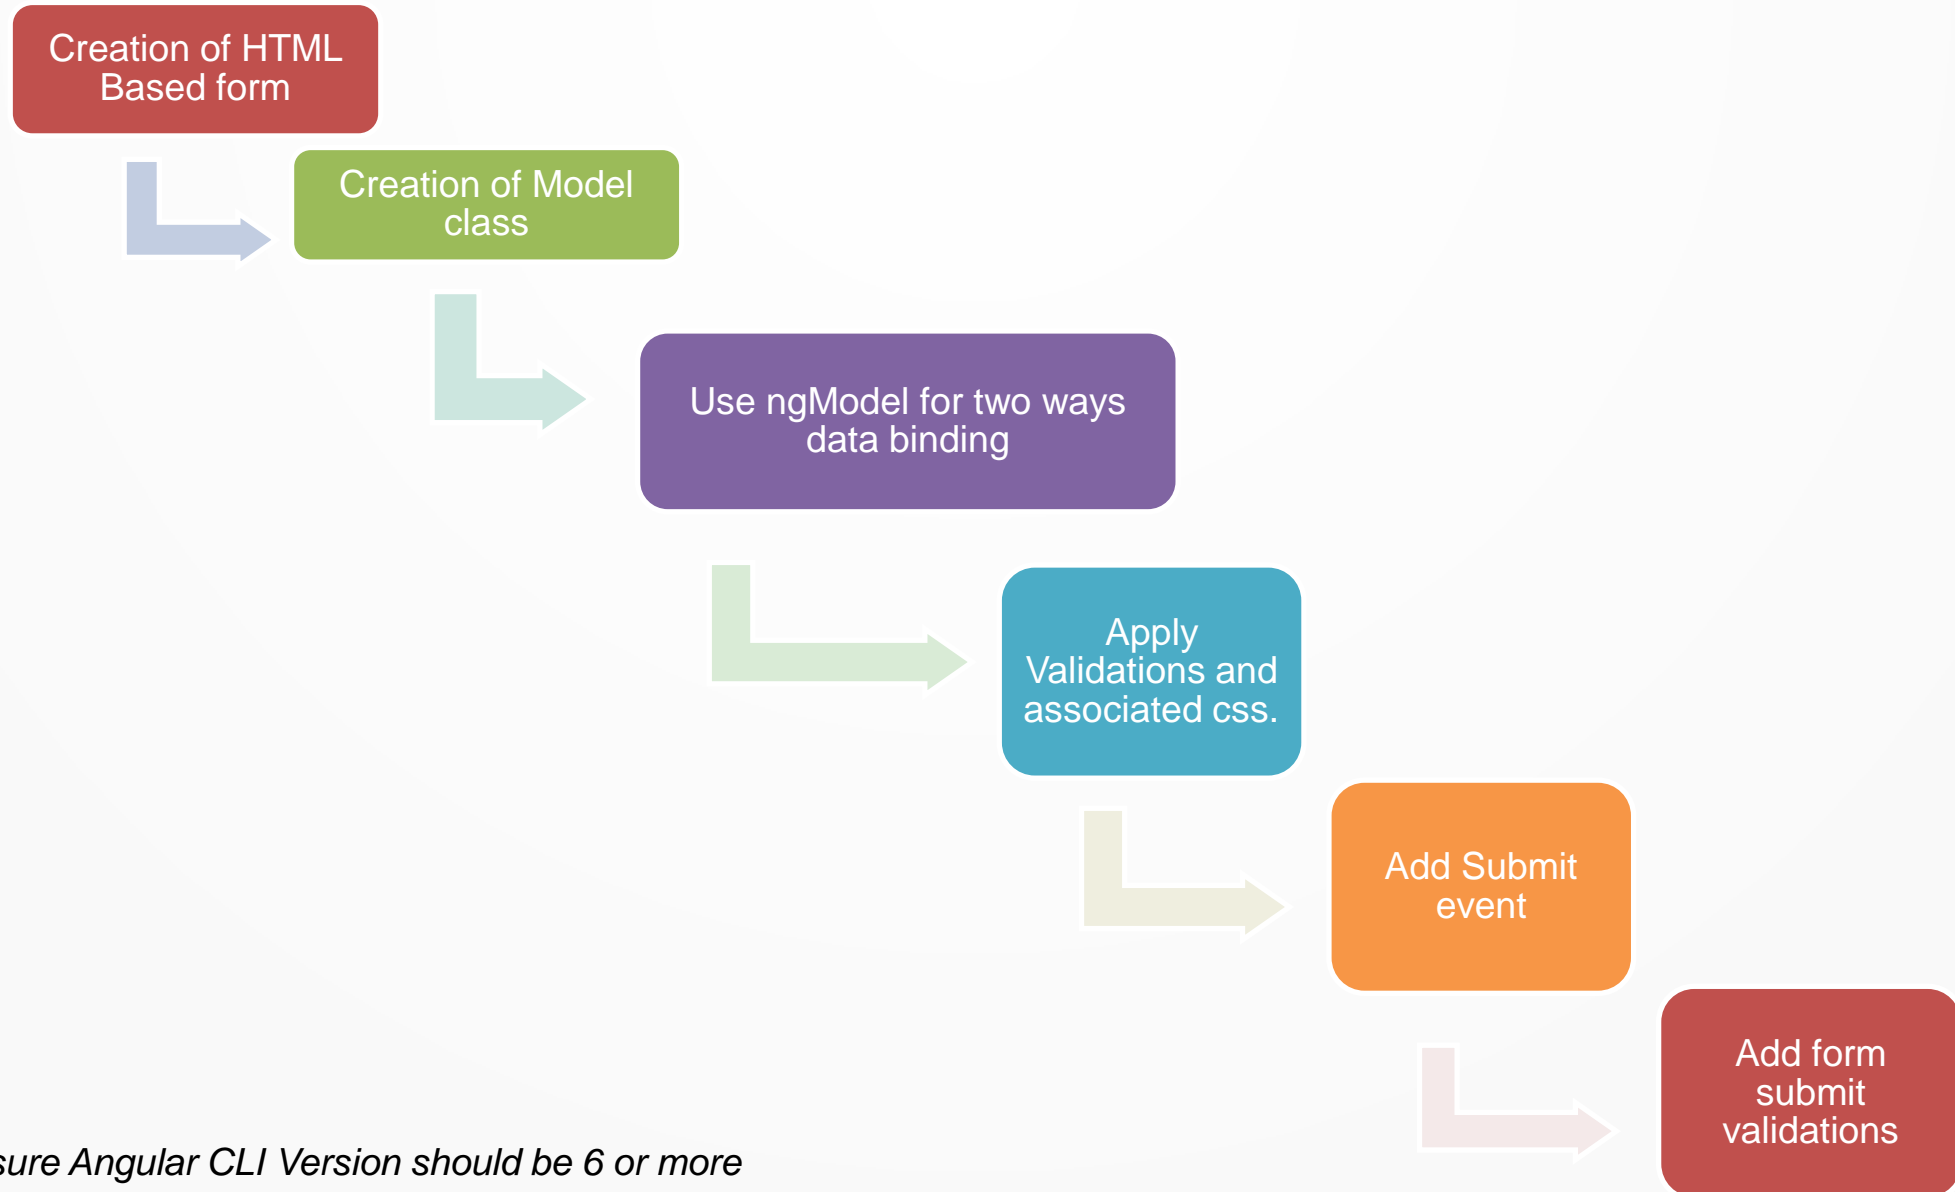 Creation of HTML
Based form
Creation of Model
class
Use ngModel for two ways
data binding
Apply
Validations and
associated css.
Add Submit
event
Add form
submit
validations
sure Angular CLI Version should be 6 or more